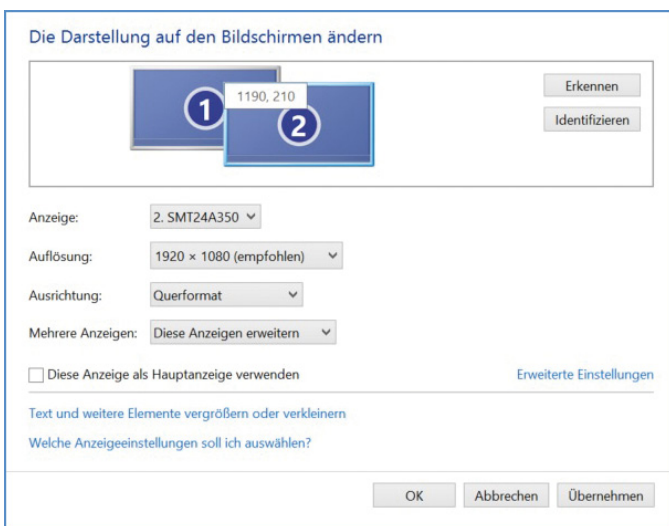 Die Darstellung auf den Bildschirmen ändern
1
1190, 210
2
Erkennen
Identifizieren
Anzeige: 2. SMT24A350
Auflösung: 1920 × 1080 (empfohlen)
Ausrichtung: Querformat
Mehrere Anzeigen: Diese Anzeigen erweitern
Diese Anzeige als Hauptanzeige verwenden Erweiterte Einstellungen
Text und weitere Elemente vergrößern oder verkleinern
Welche Anzeigeeinstellungen soll ich auswählen?
OK Abbrechen Übernehmen